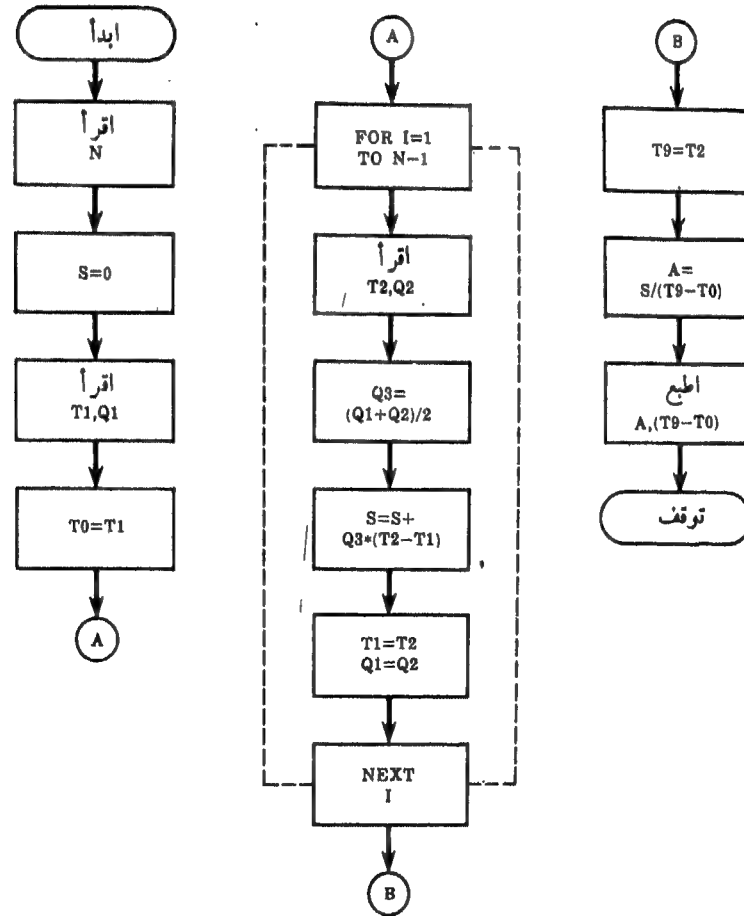 ابدأ
اقرأ
N
S=0
اقرأ
T1,Q1
T0=T1
A
A
FOR I=1
TO N-1
اقرأ
T2,Q2
Q3=
(Q1+Q2)/2
S=S+
Q3*(T2-T1)
T1=T2
Q1=Q2
NEXT
I
B
B
T9=T2
A=
S/(T9-T0)
اطبع
A,(T9-T0)
توقف